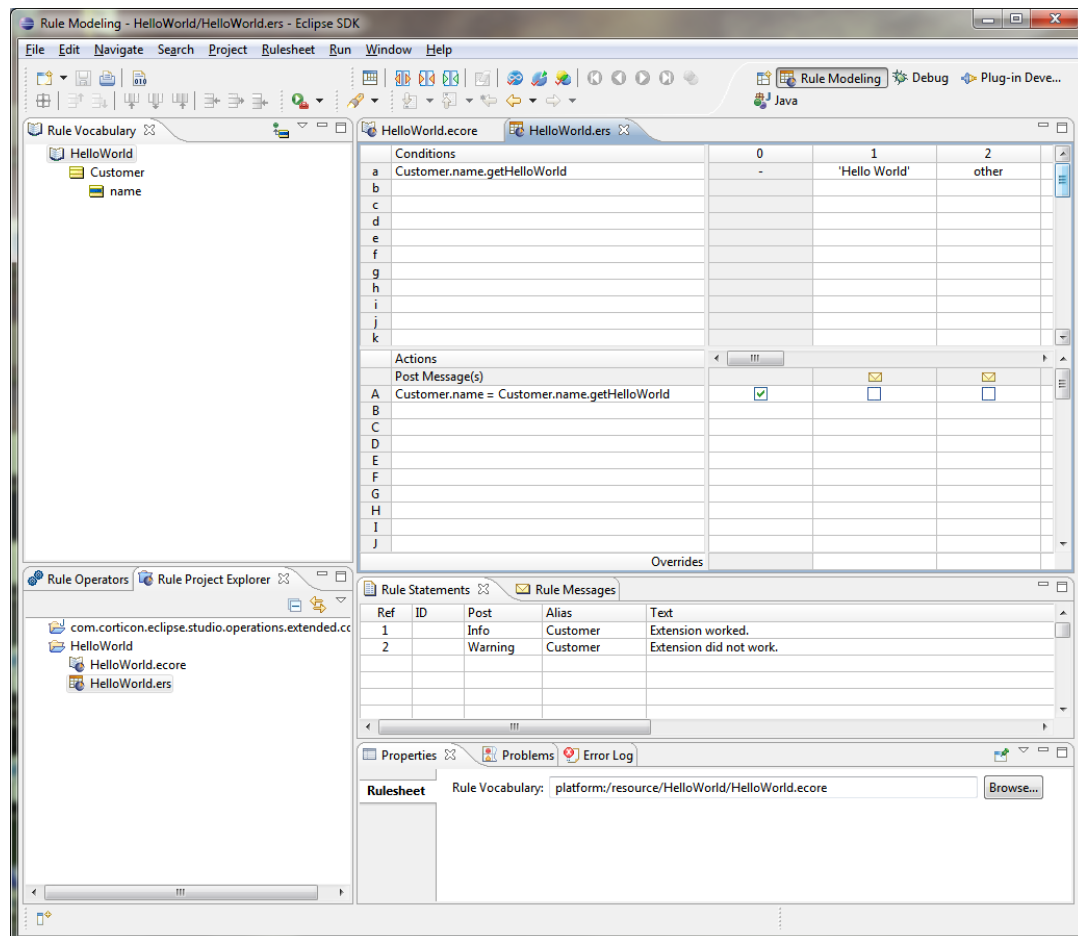 Rule Modeling - HelloWorld/HelloWorld.ers - Eclipse SDK
File Edit Navigate Search Project Rulesheet Run Window Help
Rule Modeling Debug Plug-in Deve...
Java
Rule Vocabulary
HelloWorld
Customer
name
HelloWorld.ecore HelloWorld.ers
Conditions 0 1 2
a Customer.name.getHelloWorld - 'Hello World' other
b
c
d
e
f
g
h
i
j
k
Actions
Post Message(s)
A Customer.name = Customer.name.getHelloWorld
B
C
D
E
F
G
H
I
J
Overrides
Rule Operators Rule Project Explorer
com.corticon.eclipse.studio.operations.extended.cc
HelloWorld
HelloWorld.ecore
HelloWorld.ers
Rule Statements Rule Messages
Ref ID Post Alias Text
1 Info Customer Extension worked.
2 Warning Customer Extension did not work.
Properties Problems Error Log
Rulesheet
Rule Vocabulary: platform:/resource/HelloWorld/HelloWorld.ecore Browse...